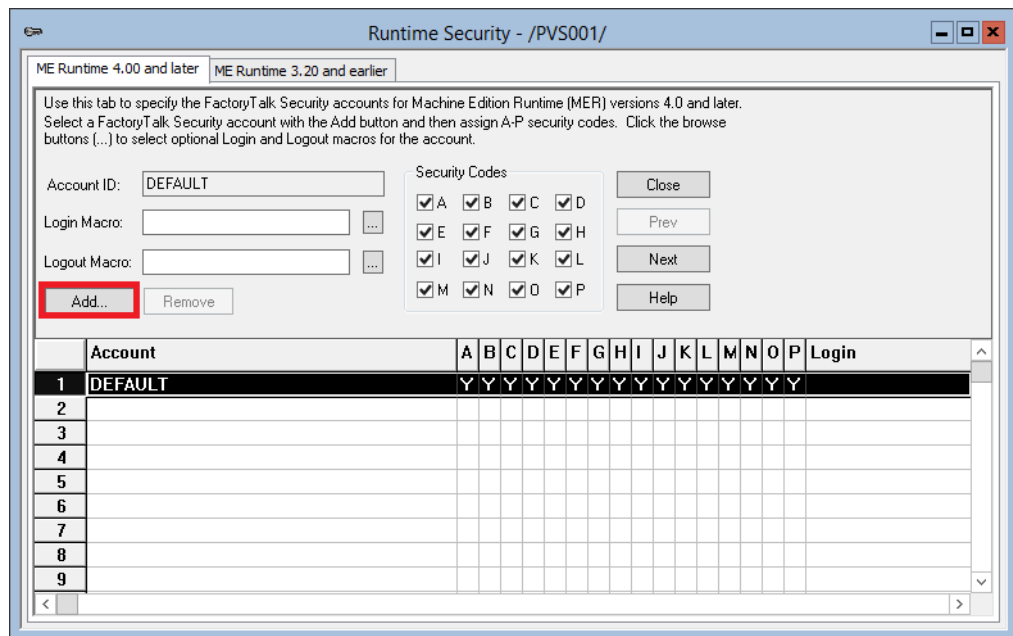 Runtime Security - /PVS001/
ME Runtime 4.00 and later ME Runtime 3.20 and earlier
Use this tab to specify the FactoryTalk Security accounts for Machine Edition Runtime (MER) versions 4.0 and later.
Select a FactoryTalk Security account with the Add button and then assign A-P security codes. Click the browse
buttons (...) to select optional Login and Logout macros for the account.
Account ID: DEFAULT
Login Macro: ...
Logout Macro: ...
Add... Remove
Security Codes
A B C D
E F G H
I J K L
M N O P
Close
Prev
Next
Help
Account A B C D E F G H I J K L M N O P Login
1 DEFAULT Y Y Y Y Y Y Y Y Y Y Y Y Y Y Y Y
2
3
4
5
6
7
8
9